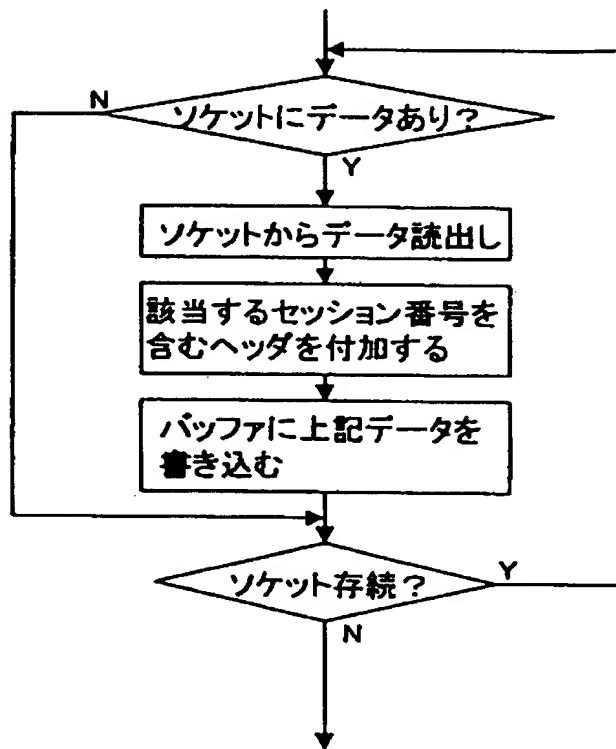 N
ソケットにデータあり?
Y
ソケットからデータ読出し
該当するセッション番号を
含むヘッダを付加する
バッファに上記データを
書き込む
ソケット存続?
Y
N